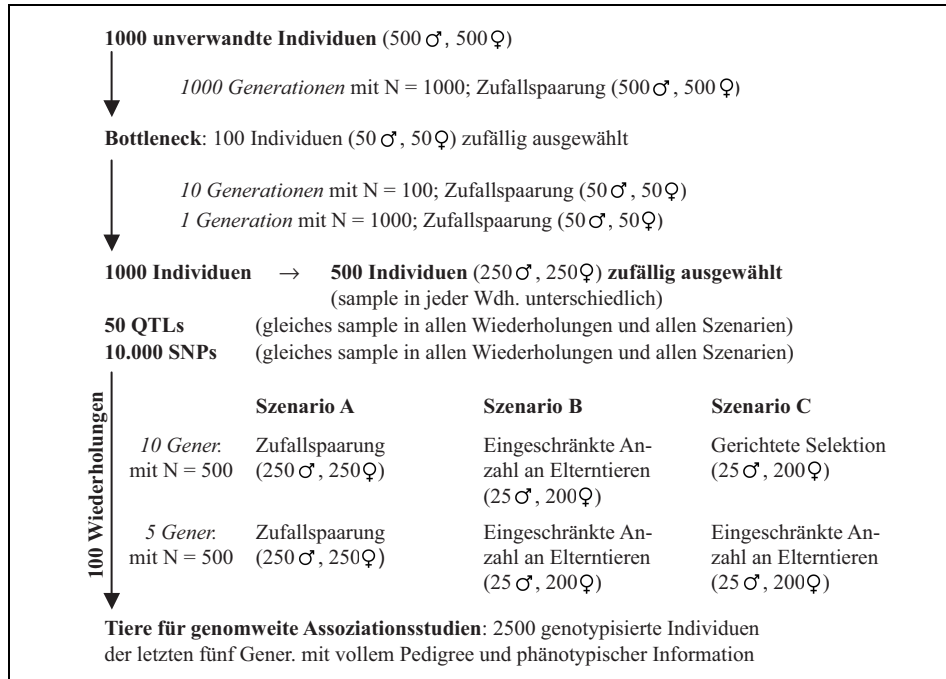 1000 unverwandte Individuen (500♂, 500♀)
1000 Generationen mit N = 1000; Zufallspaarung (500♂, 500♀)
Bottleneck: 100 Individuen (50♂, 50♀) zufällig ausgewählt
10 Generationen mit N = 100; Zufallspaarung (50♂, 50♀)
1 Generation mit N = 1000; Zufallspaarung (50♂, 50♀)
1000 Individuen → 500 Individuen (250♂, 250♀) zufällig ausgewählt
(sample in jeder Wdh. unterschiedlich)
50 QTLs (gleiches sample in allen Wiederholungen und allen Szenarien)
10.000 SNPs (gleiches sample in allen Wiederholungen und allen Szenarien)
100 Wiederholungen
Szenario A Szenario B Szenario C
10 Gener. Zufallspaarung Eingeschränkte An- Gerichtete Selektion
mit N = 500 (250♂, 250♀) zahl an Elterntieren (25♂, 200♀)
(25♂, 200♀)
5 Gener. Zufallspaarung Eingeschränkte An- Eingeschränkte An-
mit N = 500 (250♂, 250♀) zahl an Elterntieren zahl an Elterntieren
(25♂, 200♀) (25♂, 200♀)
Tiere für genomweite Assoziationsstudien: 2500 genotypisierte Individuen
der letzten fünf Gener. mit vollem Pedigree und phänotypischer Information